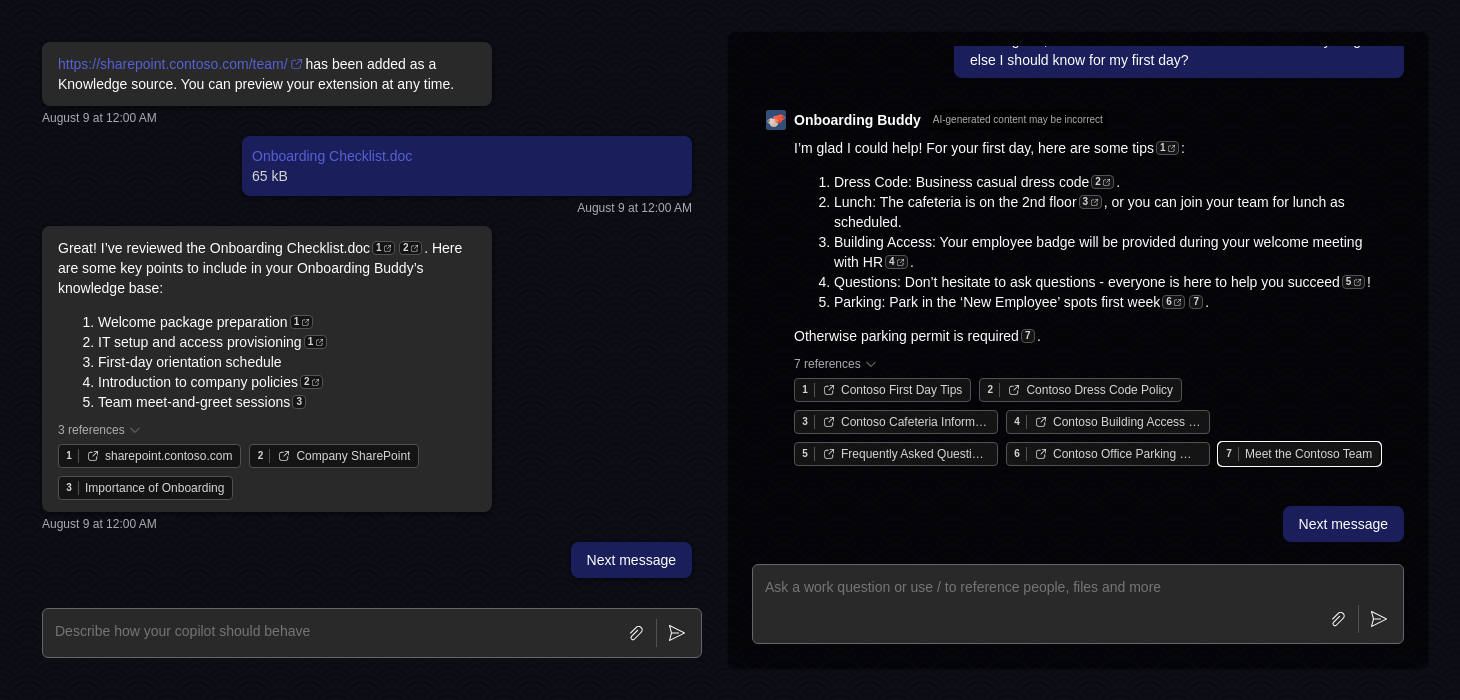 https://sharepoint.contoso.com/team/ has been added as a
Knowledge source. You can preview your extension at any time.
August 9 at 12:00 AM
Onboarding Checklist.doc
65 kB
August 9 at 12:00 AM
Great! I’ve reviewed the Onboarding Checklist.doc 1 2 . Here
are some key points to include in your Onboarding Buddy’s
knowledge base:
1. Welcome package preparation 1
2. IT setup and access provisioning 1
3. First-day orientation schedule
4. Introduction to company policies 2
5. Team meet-and-greet sessions 3
3 references
1 sharepoint.contoso.com 2 Company SharePoint
3 Importance of Onboarding
August 9 at 12:00 AM
Next message
Describe how your copilot should behave
else I should know for my first day?
Onboarding Buddy AI-generated content may be incorrect
I’m glad I could help! For your first day, here are some tips 1 :
1. Dress Code: Business casual dress code 2 .
2. Lunch: The cafeteria is on the 2nd floor 3 , or you can join your team for lunch as
scheduled.
3. Building Access: Your employee badge will be provided during your welcome meeting
with HR 4 .
4. Questions: Don’t hesitate to ask questions - everyone is here to help you succeed 5 !
5. Parking: Park in the ‘New Employee’ spots first week 6 7 .
Otherwise parking permit is required 7 .
7 references
1 Contoso First Day Tips 2 Contoso Dress Code Policy
3 Contoso Cafeteria Inform… 4 Contoso Building Access …
5 Frequently Asked Questi… 6 Contoso Office Parking … 7 Meet the Contoso Team
Next message
Ask a work question or use / to reference people, files and more